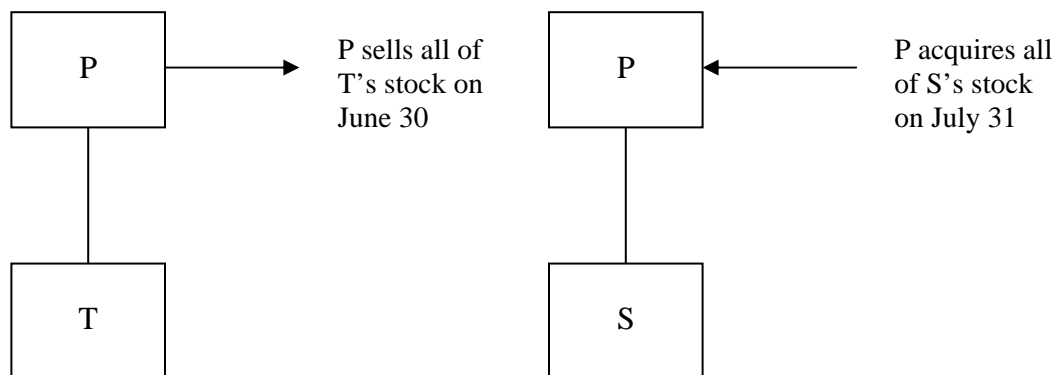 P
P sells all of
T's stock on
June 30
P
P acquires all
of S's stock
on July 31
T
S